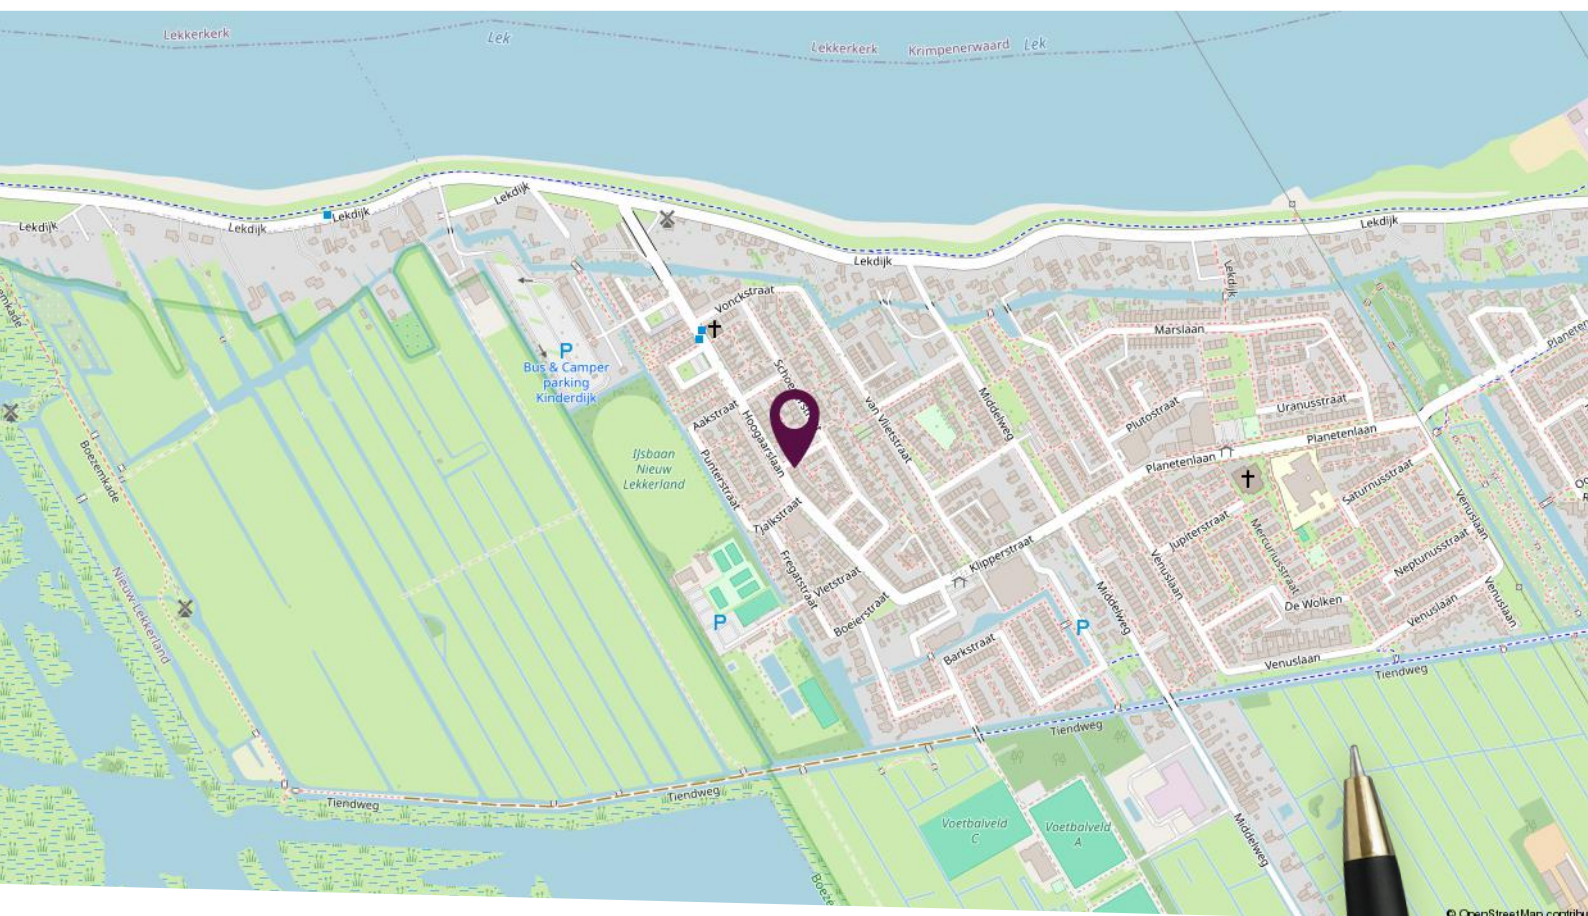 Lekkerkerk
Lek
Lekkerkerk
Krimpenerwaard
Lek
Lekdijk
Lekdijk
Lekdijk
Lekdijk
Lekdijk
Lekdijk
Lekdijk
Vonckstraat
Marslaan
P
Bus & Camper
parking
Kinderdijk
Aakstraat
Hoogaarslaan
van Vlietstraat
Middelweg
Plutostraat
Uranusstraat
Planetenlaan
Planetenlaan
Boezemkade
IJsbaan
Nieuw
Lekkerland
Punterstraat
Tjalkstraat
Saturnusstraat
Venuslaan
Jupiterstraat
Mercuriusstraat
Neptunusstraat
Klipperstraat
Venuslaan
Fregatstraat
Vletstraat
Boeierstraat
Middelweg
De Wolken
Venuslaan
Venuslaan
Nieuw-Lekkerland
P
P
Barkstraat
Venuslaan
Tiendweg
Tiendweg
Tiendweg
Tiendweg
Voetbalveld
C
Voetbalveld
A
Middelweg
© OpenStreetMap contribu